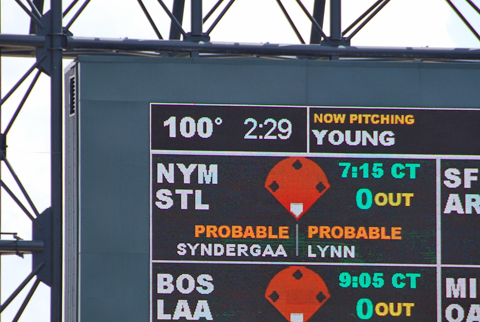 100° 2:29
NOW PITCHING
YOUNG
NYM 7:15 CT
STL 0 OUT
PROBABLE PROBABLE
SYNDERGAA LYNN
BOS 9:05 CT
LAA 0 OUT
SF
AR
MI
OA